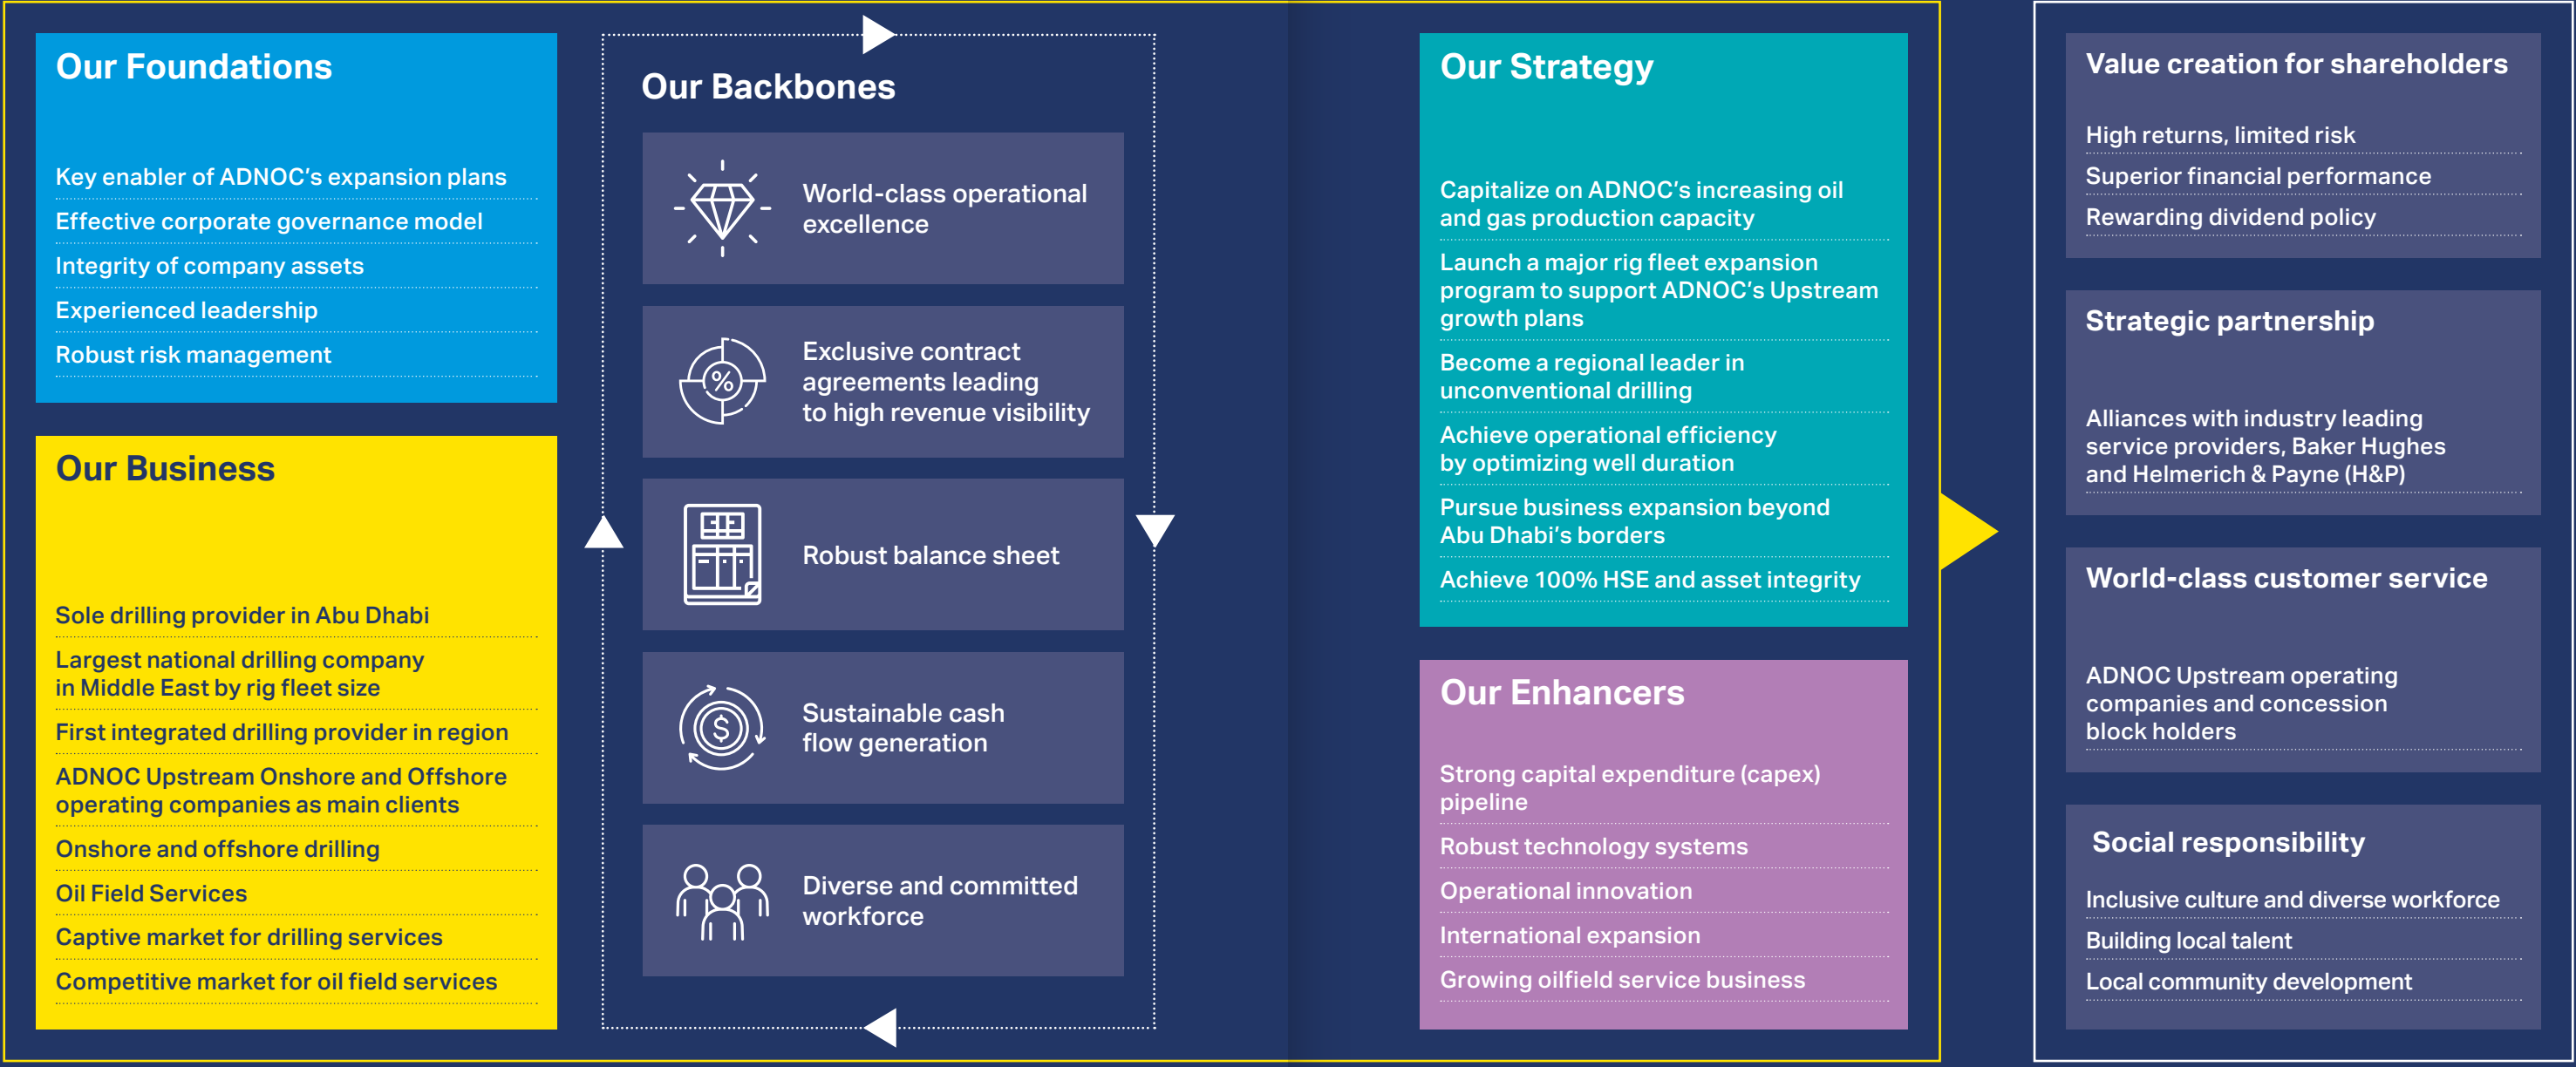 Our Foundations
Key enabler of ADNOC’s expansion plans
Effective corporate governance model
Integrity of company assets
Experienced leadership
Robust risk management
Our Business
Sole drilling provider in Abu Dhabi
Largest national drilling company
in Middle East by rig fleet size
First integrated drilling provider in region
ADNOC Upstream Onshore and Offshore
operating companies as main clients
Onshore and offshore drilling
Oil Field Services
Captive market for drilling services
Competitive market for oil field services
Our Backbones
World-class operational
excellence
%
Exclusive contract
agreements leading
to high revenue visibility
Robust balance sheet
$
Sustainable cash
flow generation
Diverse and committed
workforce
Our Strategy
Capitalize on ADNOC’s increasing oil
and gas production capacity
Launch a major rig fleet expansion
program to support ADNOC’s Upstream
growth plans
Become a regional leader in
unconventional drilling
Achieve operational efficiency
by optimizing well duration
Pursue business expansion beyond
Abu Dhabi’s borders
Achieve 100% HSE and asset integrity
Our Enhancers
Strong capital expenditure (capex)
pipeline
Robust technology systems
Operational innovation
International expansion
Growing oilfield service business
Value creation for shareholders
High returns, limited risk
Superior financial performance
Rewarding dividend policy
Strategic partnership
Alliances with industry leading
service providers, Baker Hughes
and Helmerich & Payne (H&P)
World-class customer service
ADNOC Upstream operating
companies and concession
block holders
Social responsibility
Inclusive culture and diverse workforce
Building local talent
Local community development